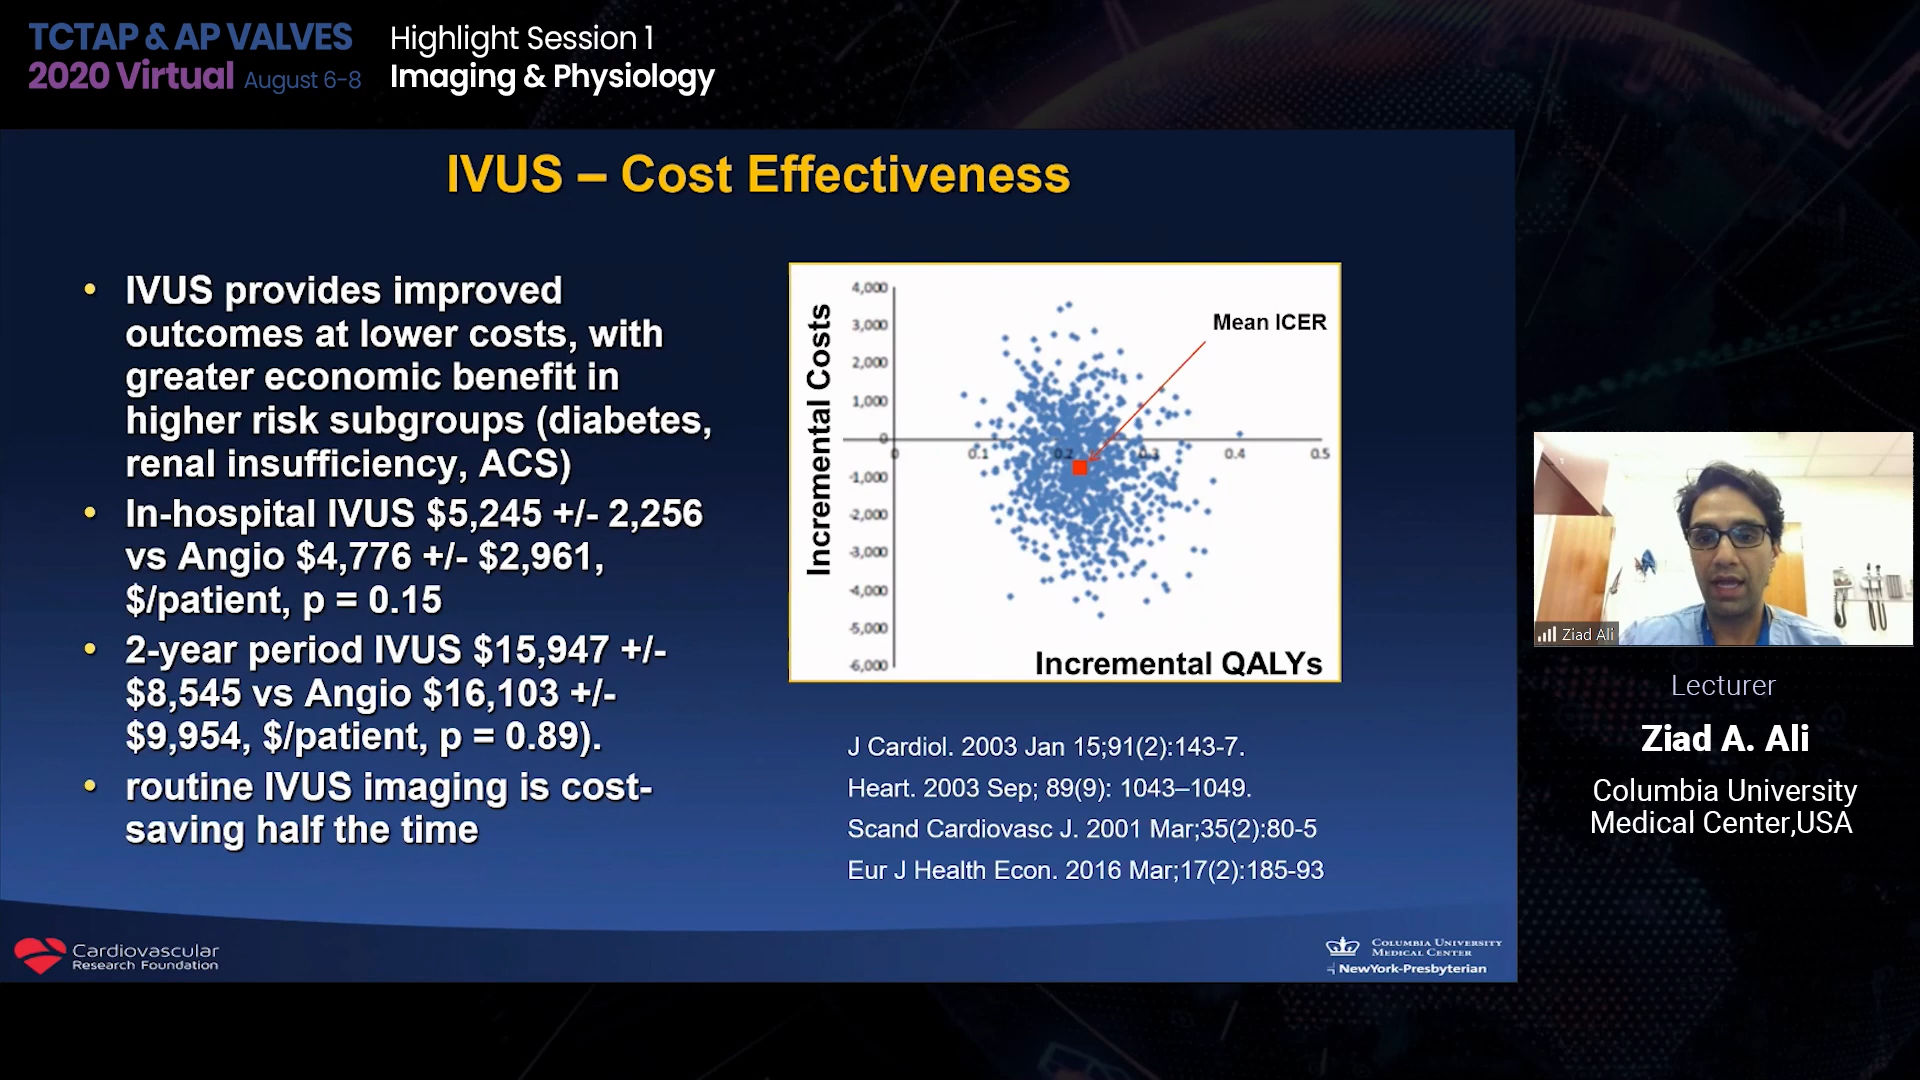 TCTAP & AP VALVES
2020 Virtual August 6-8
Highlight Session 1
Imaging & Physiology
IVUS – Cost Effectiveness
• IVUS provides improved
outcomes at lower costs, with
greater economic benefit in
higher risk subgroups (diabetes,
renal insufficiency, ACS)
• In-hospital IVUS $5,245 +/- 2,256
vs Angio $4,776 +/- $2,961,
$/patient, p = 0.15
• 2-year period IVUS $15,947 +/-
$8,545 vs Angio $16,103 +/-
$9,954, $/patient, p = 0.89).
• routine IVUS imaging is cost-
saving half the time
Incremental Costs
4,000
3,000
2,000
1,000
0
-1,000
-2,000
-3,000
-4,000
-5,000
-6,000
0 0.1 0.2 0.3 0.4 0.5
Mean ICER
Incremental QALYs
J Cardiol. 2003 Jan 15;91(2):143-7.
Heart. 2003 Sep; 89(9): 1043–1049.
Scand Cardiovasc J. 2001 Mar;35(2):80-5
Eur J Health Econ. 2016 Mar;17(2):185-93
Cardiovascular
Research Foundation
COLUMBIA UNIVERSITY
MEDICAL CENTER
NewYork-Presbyterian
Ziad Ali
Lecturer
Ziad A. Ali
Columbia University
Medical Center,USA